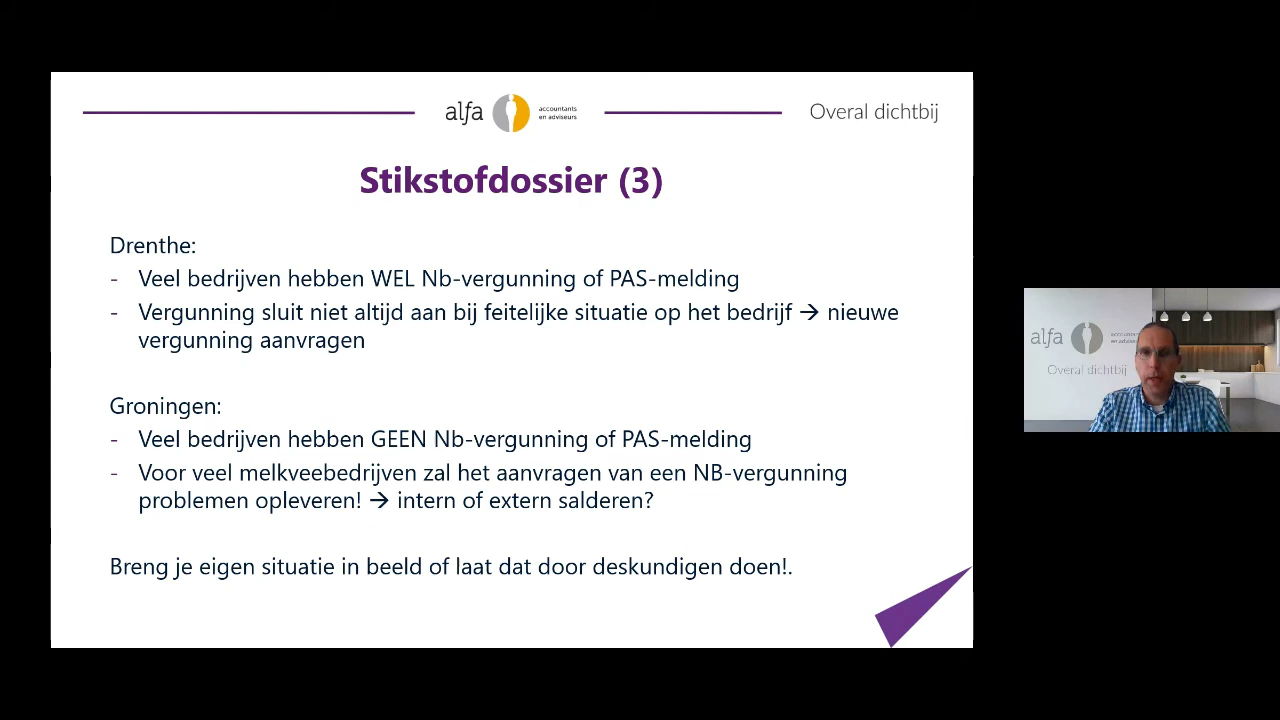 alfa accountants en adviseurs
Overal dichtbij
Stikstofdossier (3)
Drenthe:
- Veel bedrijven hebben WEL Nb-vergunning of PAS-melding
- Vergunning sluit niet altijd aan bij feitelijke situatie op het bedrijf → nieuwe
vergunning aanvragen
Groningen:
- Veel bedrijven hebben GEEN Nb-vergunning of PAS-melding
- Voor veel melkveebedrijven zal het aanvragen van een NB-vergunning
problemen opleveren! → intern of extern salderen?
Breng je eigen situatie in beeld of laat dat door deskundigen doen!.
alfa
Overal dichtbij